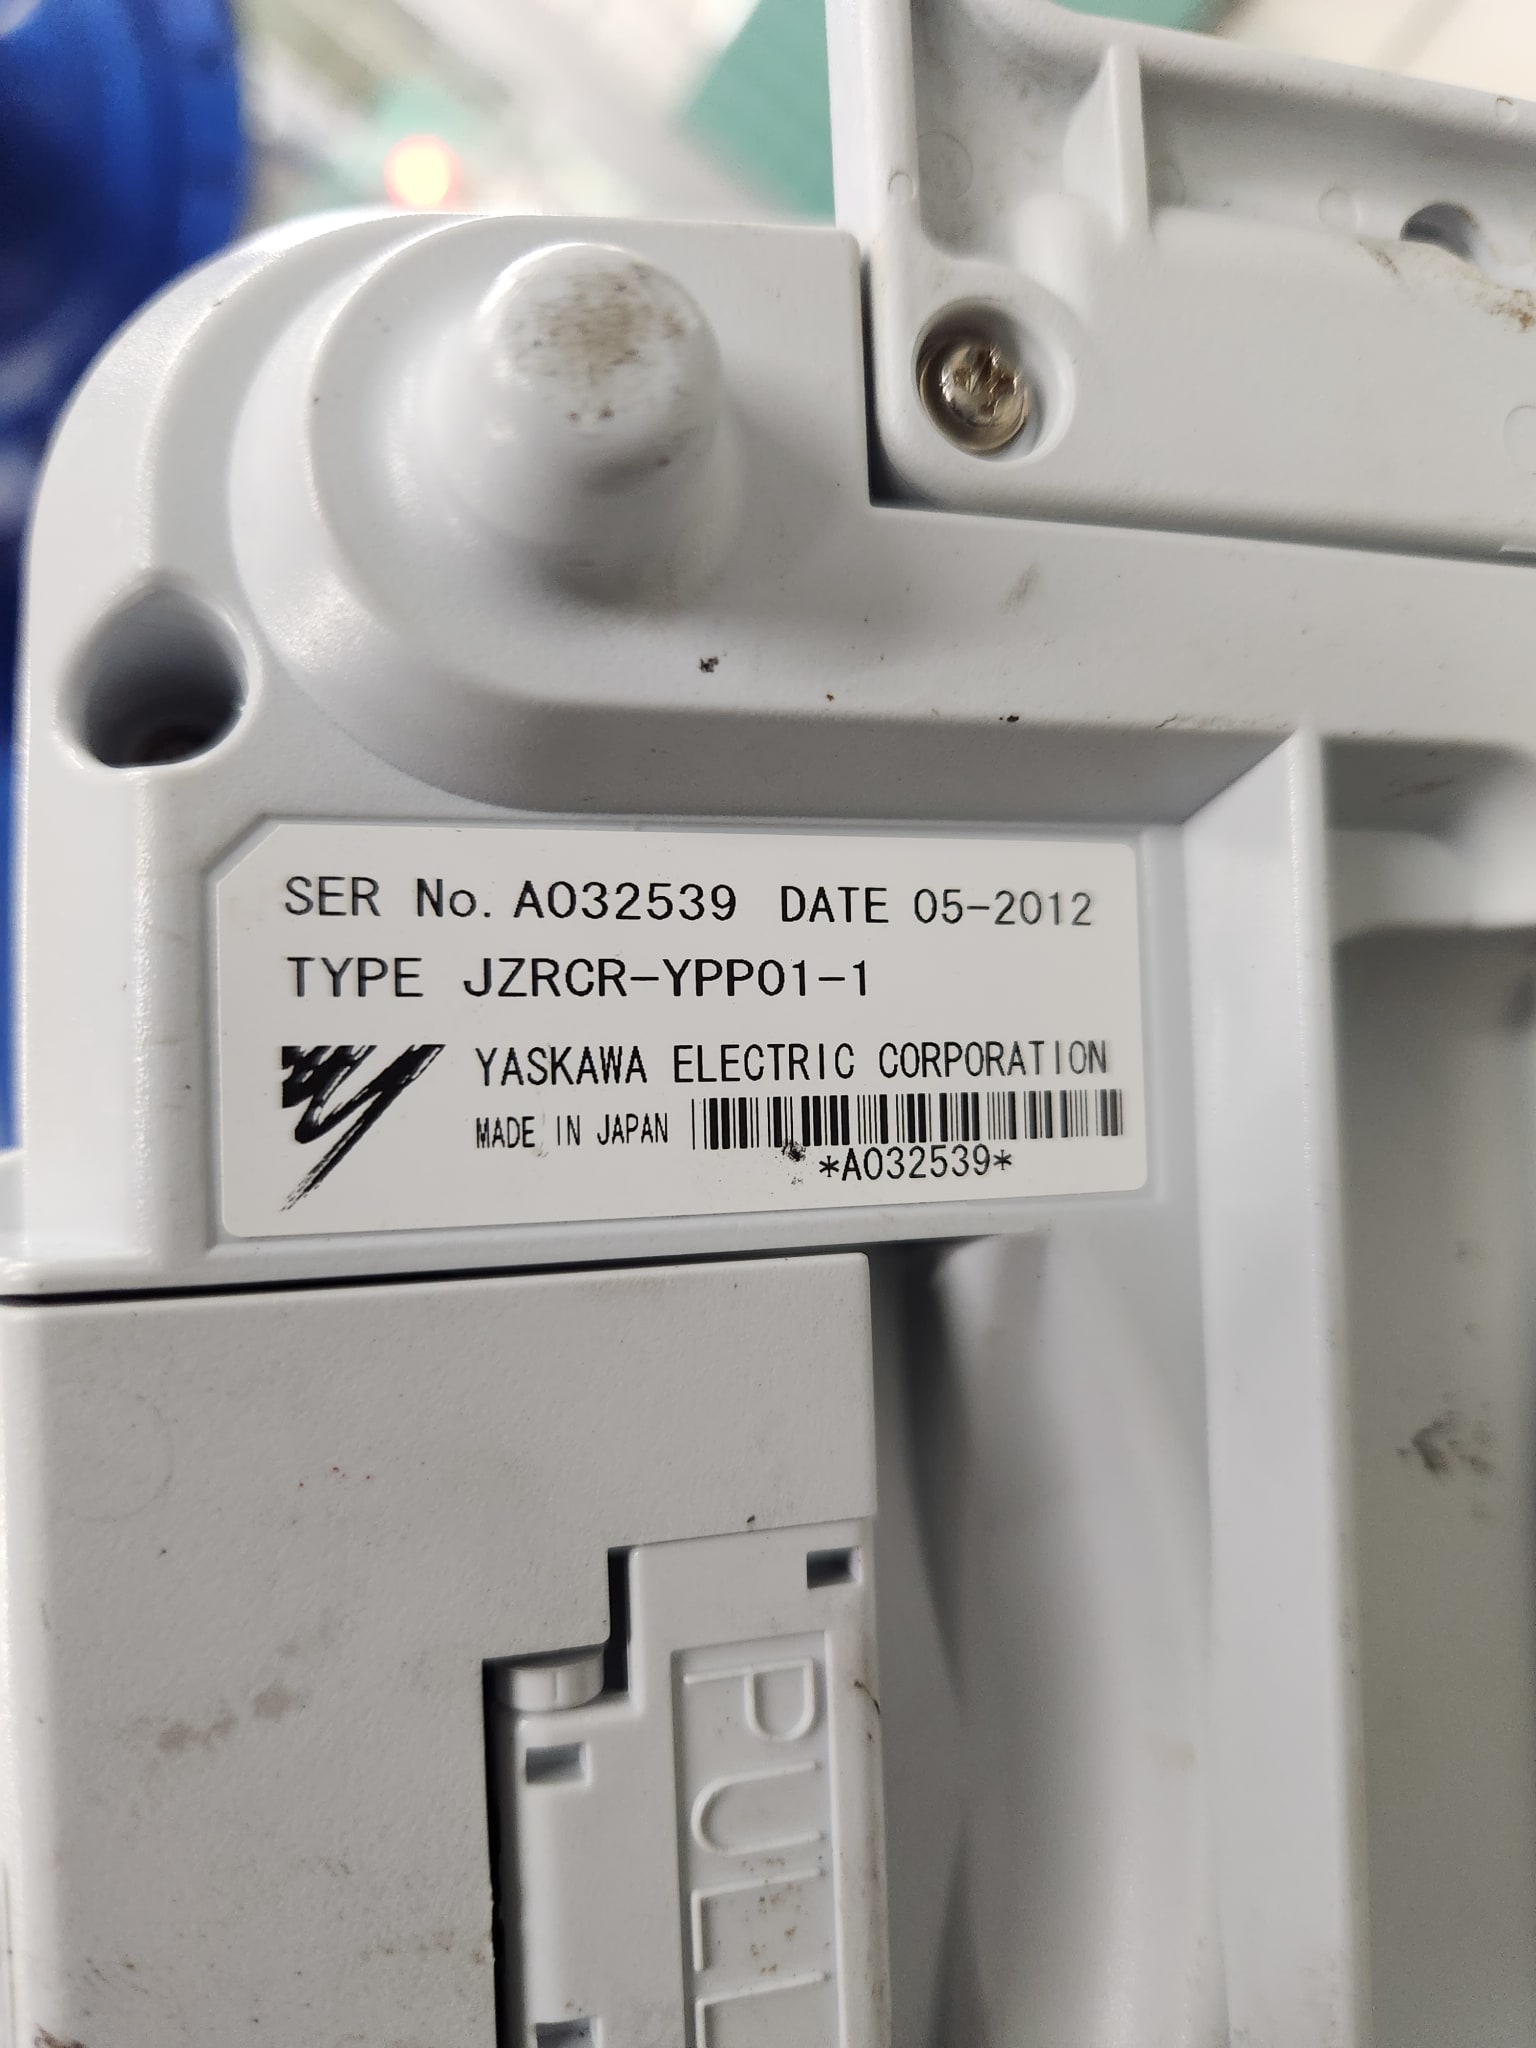 SER No. A032539 DATE 05-2012
TYPE JZRCR-YPP01-1
YASKAWA ELECTRIC CORPORATION
MADE IN JAPAN
*A032539*
PULL